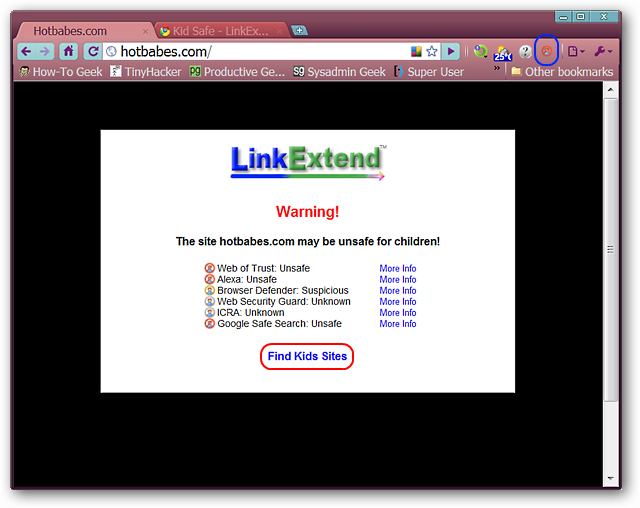 Hotbabes.com
Kid Safe - LinkEx...
hotbabes.com/
25°
How-To Geek
TinyHacker
Productive Ge...
Sysadmin Geek
Super User
»
Other bookmarks
LinkExtend™
Warning!
The site hotbabes.com may be unsafe for children!
Web of Trust: Unsafe More Info
Alexa: Unsafe More Info
Browser Defender: Suspicious More Info
Web Security Guard: Unknown More Info
ICRA: Unknown More Info
Google Safe Search: Unsafe More Info
Find Kids Sites